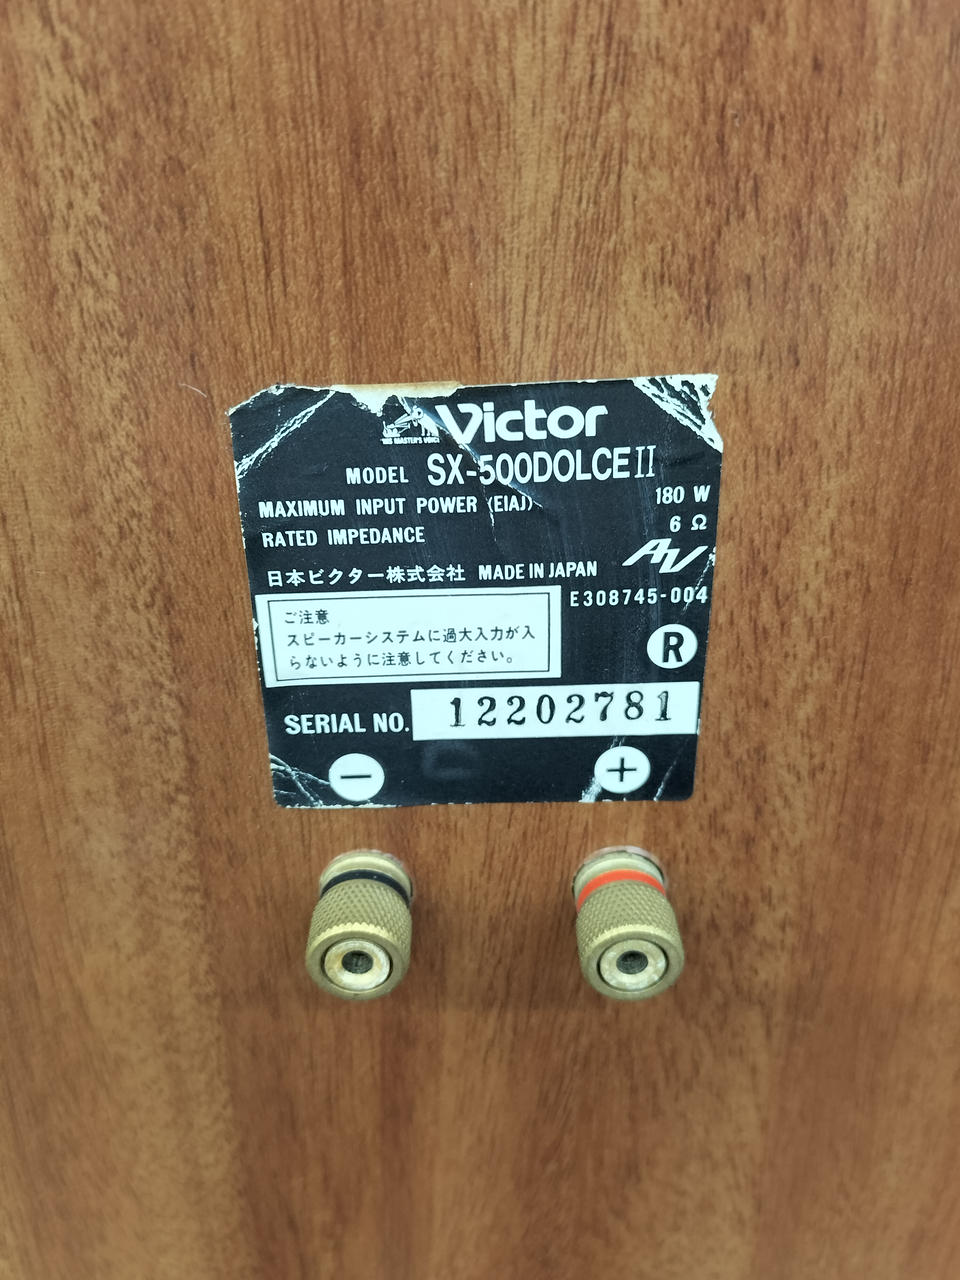 "HIS MASTER'S VOICE"
Victor
MODEL SX-500DOLCE II
MAXIMUM INPUT POWER (EIAJ) 180 W
RATED IMPEDANCE 6 Ω
AV
日本ビクター株式会社 MADE IN JAPAN
E308745-004
ご注意
スピーカーシステムに過大入力が入
らないように注意してください。
R
SERIAL NO. 12202781
− +